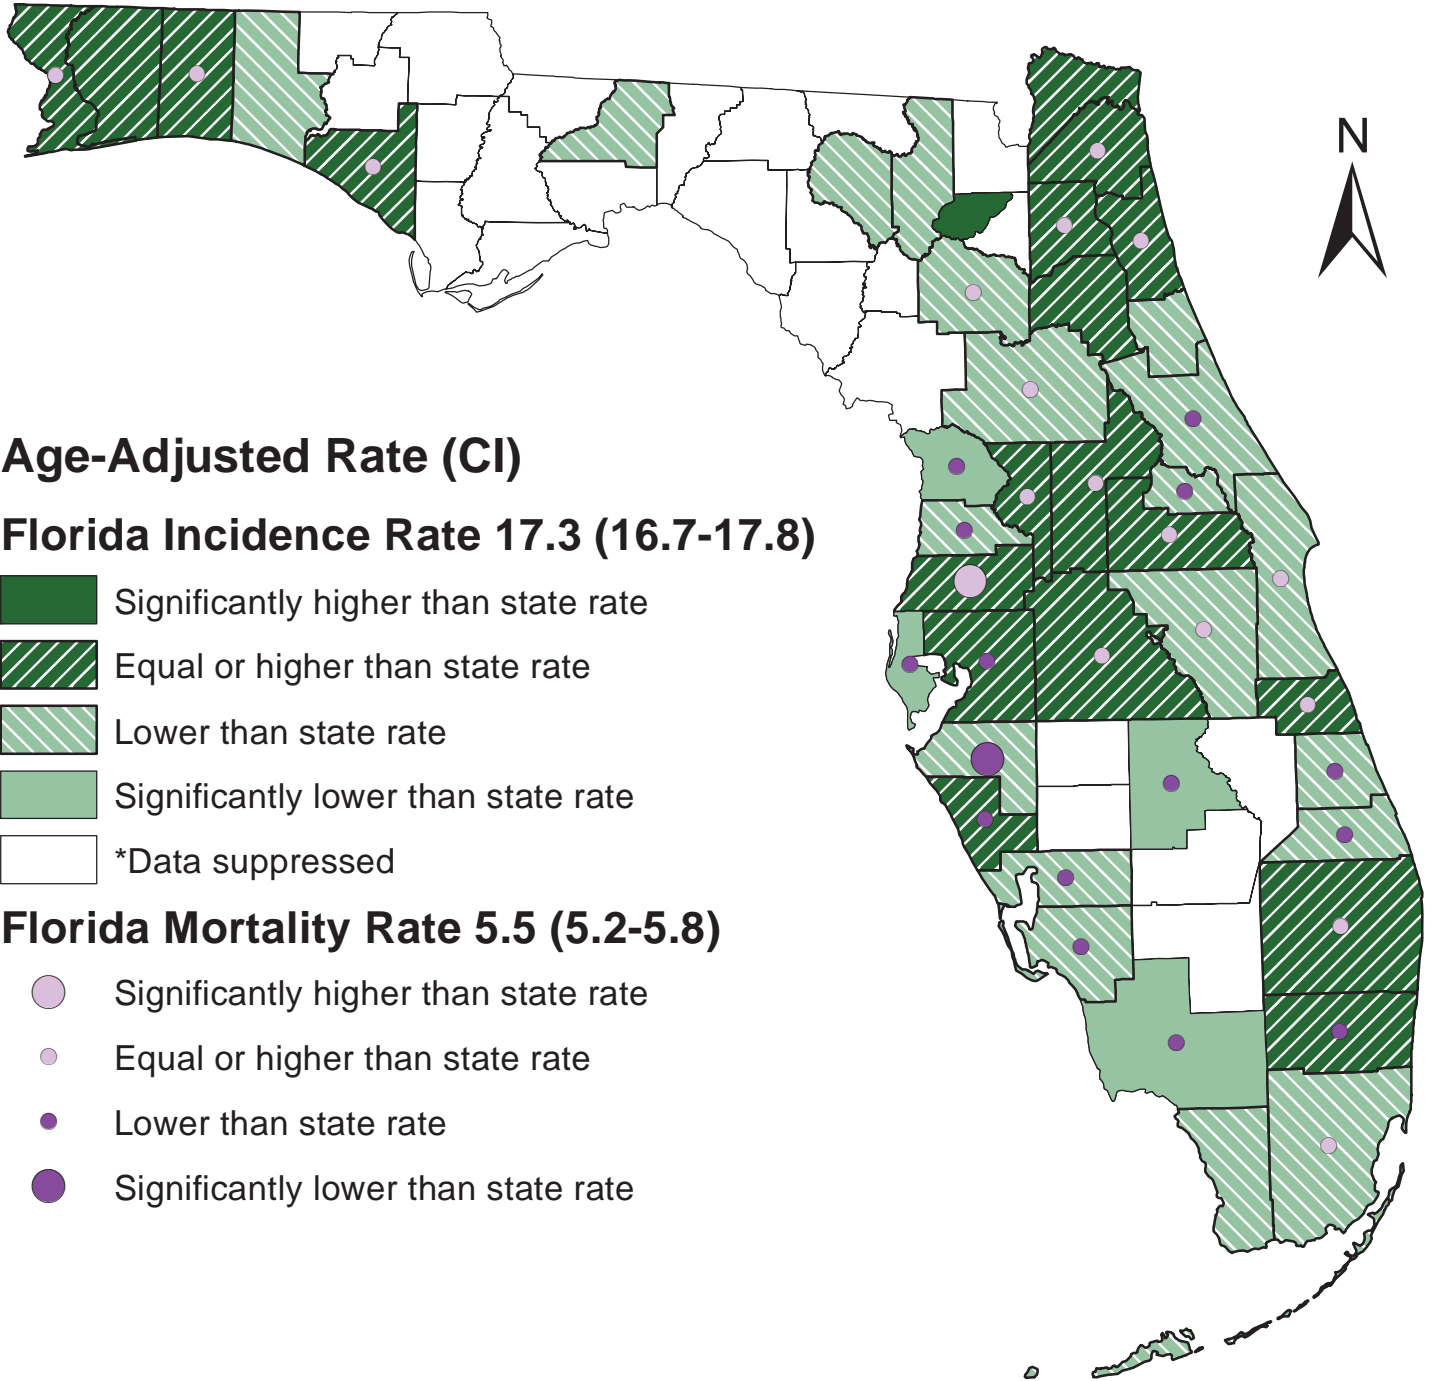 N
Age-Adjusted Rate (CI)
Florida Incidence Rate 17.3 (16.7-17.8)
Significantly higher than state rate
Equal or higher than state rate
Lower than state rate
Significantly lower than state rate
*Data suppressed
Florida Mortality Rate 5.5 (5.2-5.8)
Significantly higher than state rate
Equal or higher than state rate
Lower than state rate
Significantly lower than state rate